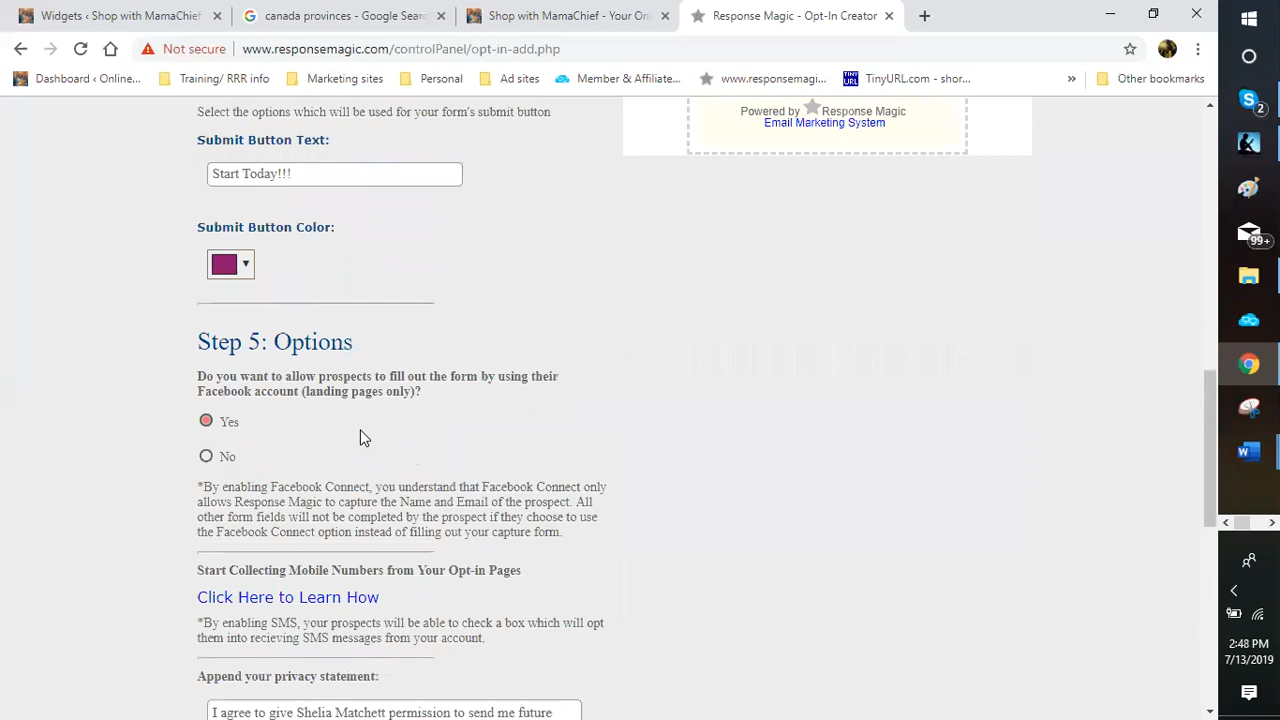 Shop with MamaChief
canada provinces - Google Sear
Shop with MamaChief - Your On
Response Magic - Opt-In Creator
Not secure
www.responsemagic.com/controlPanel/opt-in-add.php
Dashboard ‹ Online...
Training/ RRR info
Marketing sites
Personal
Ad sites
Member & Affiliate...
www.responsemagi...
TinyURL.com - shor...
»
Other bookmarks
Select the options which will be used for your form's submit button
Submit Button Text:
Start Today!!!
Submit Button Color:
Step 5: Options
Do you want to allow prospects to fill out the form by using their
Facebook account (landing pages only)?
Yes
No
*By enabling Facebook Connect, you understand that Facebook Connect only
allows Response Magic to capture the Name and Email of the prospect. All
other form fields will not be completed by the prospect if they choose to use
the Facebook Connect option instead of filling out your capture form.
Start Collecting Mobile Numbers from Your Opt-in Pages
Click Here to Learn How
*By enabling SMS, your prospects will be able to check a box which will opt
them into recieving SMS messages from your account.
Append your privacy statement:
I agree to give Shelia Matchett permission to send me future
Powered by Response Magic
Email Marketing System
2
99+
2:48 PM
7/13/2019